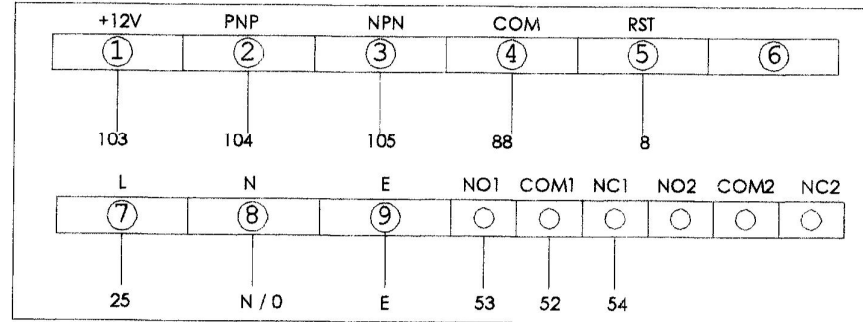 +12V PNP NPN COM RST
1 2 3 4 5 6
103 104 105 88 8
L N E NO1 COM1 NC1 NO2 COM2 NC2
7 8 9
25 N / 0 E 53 52 54